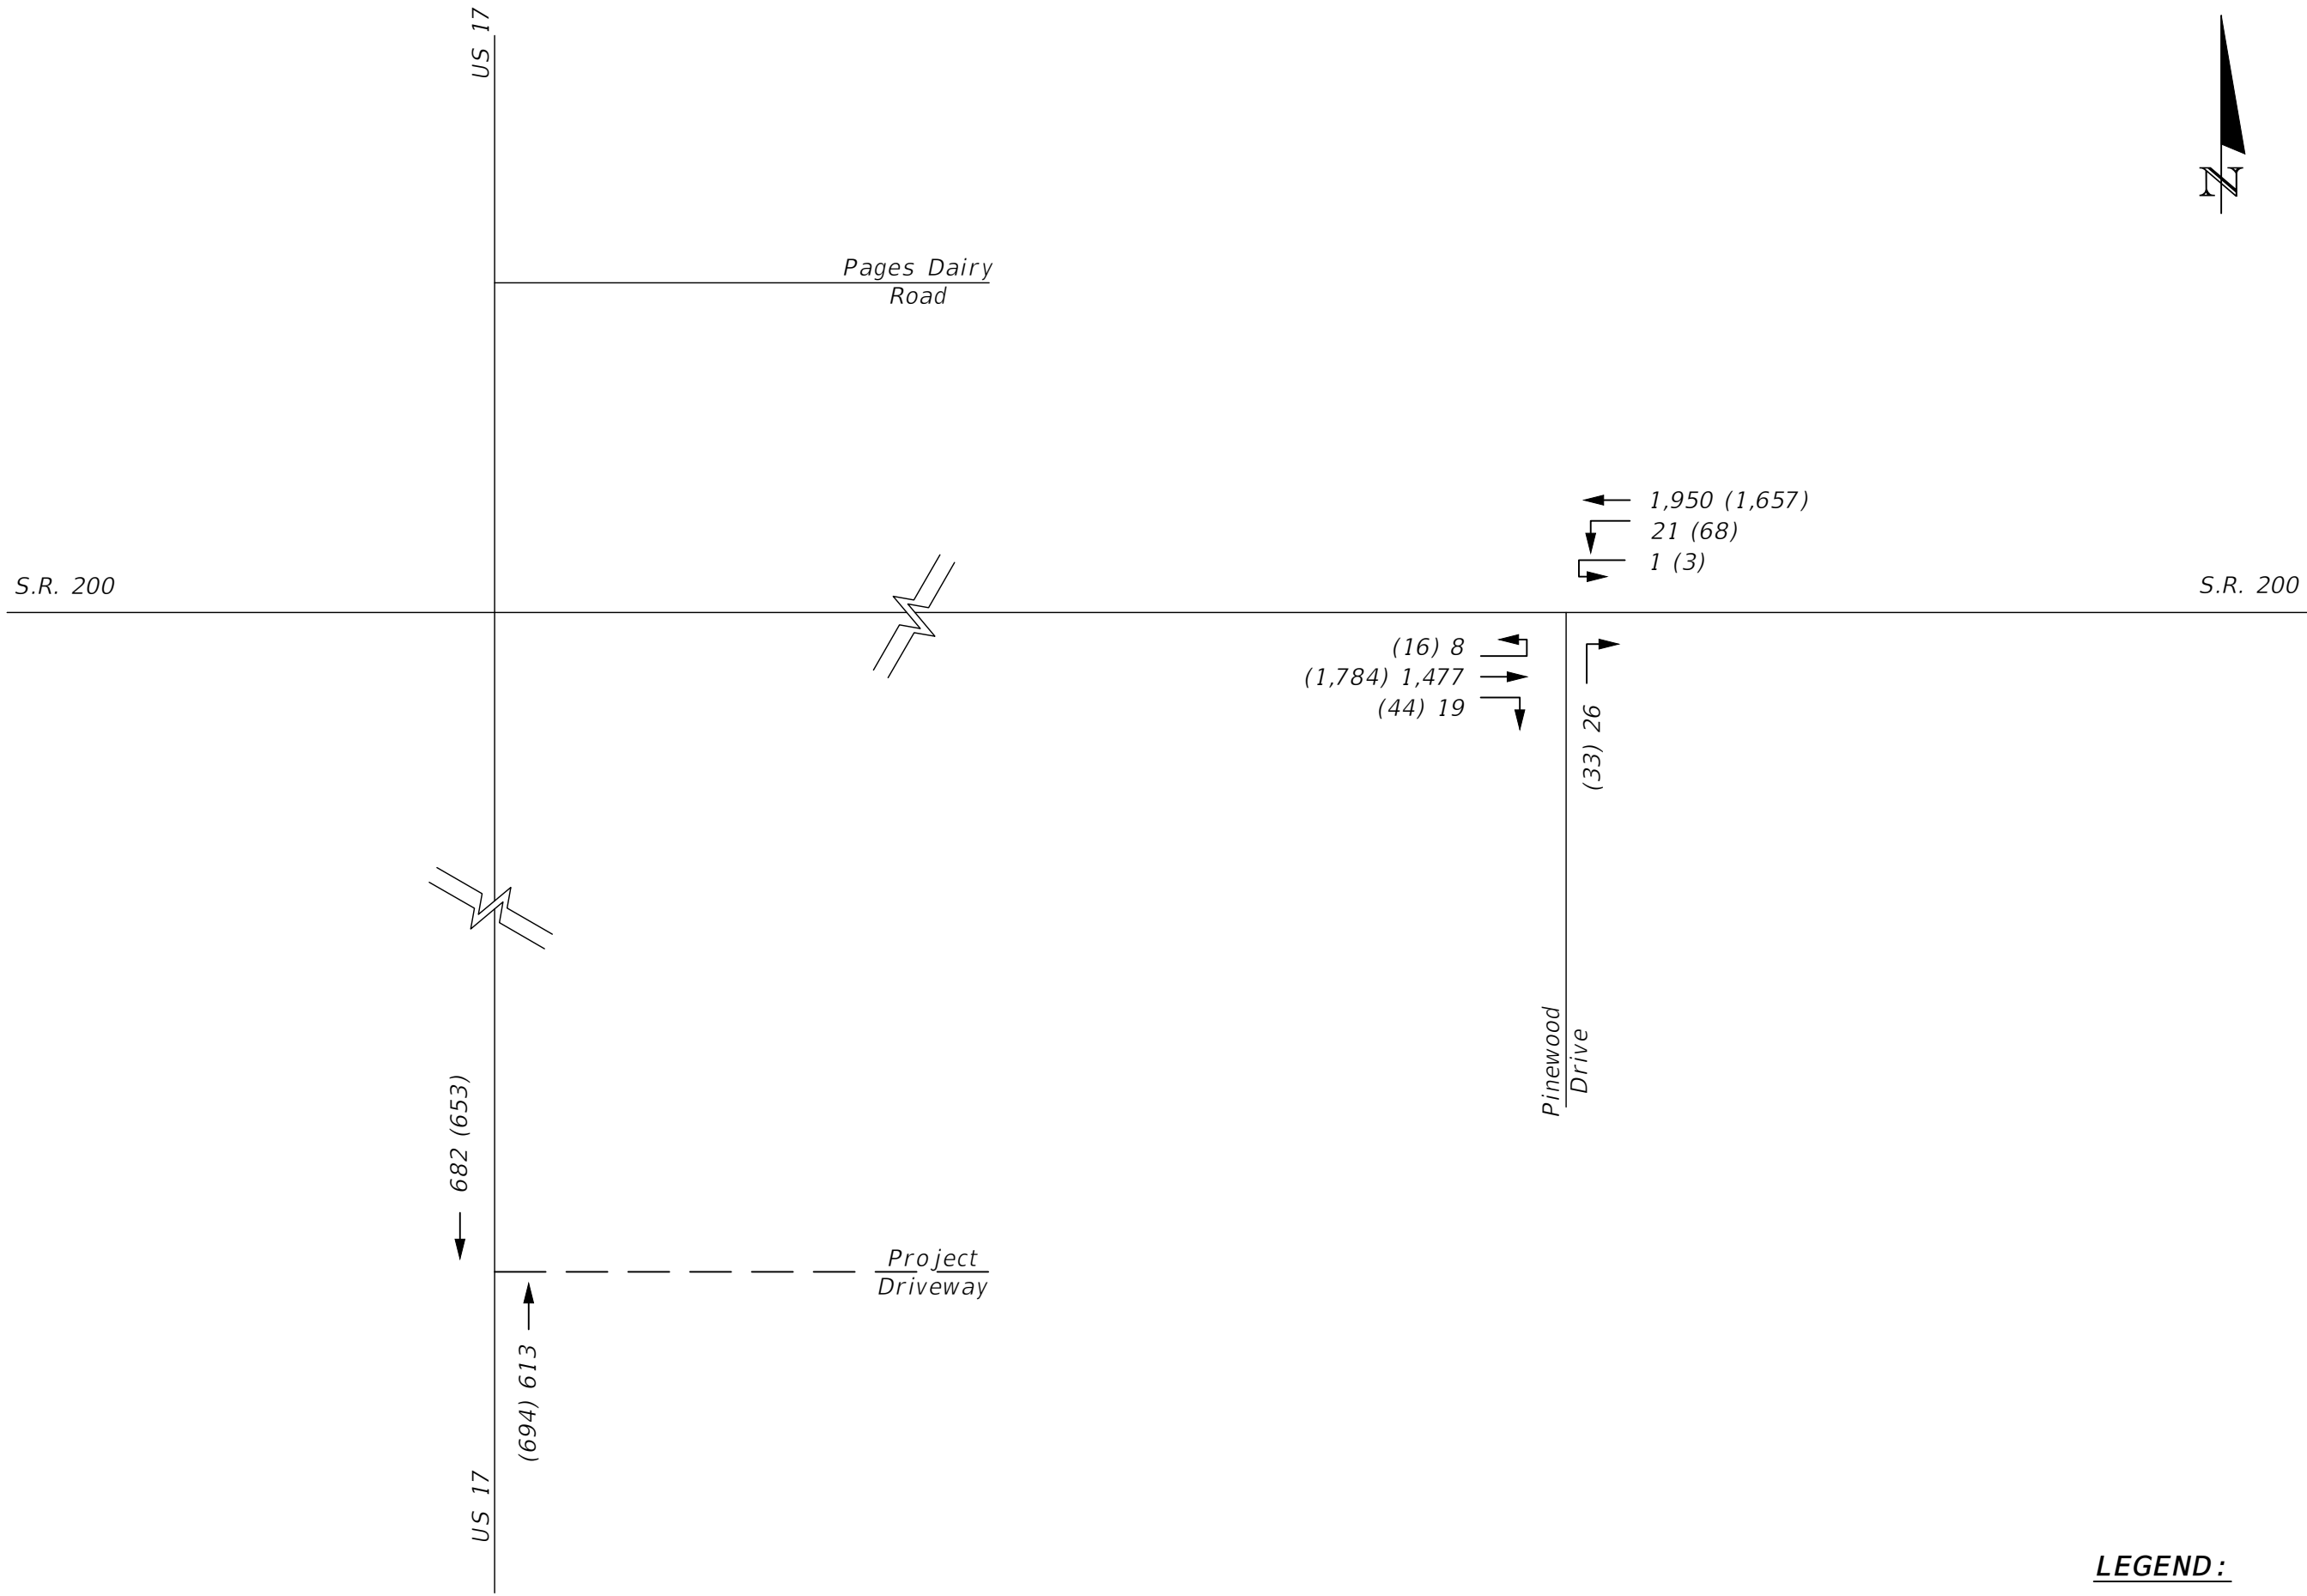 US 17
N
Pages Dairy
Road
1,950 (1,657)
21 (68)
1 (3)
S.R. 200
S.R. 200
(16) 8
(1,784) 1,477
(44) 19
(33) 26
Pinewood
Drive
682 (653)
Project
Driveway
(694) 613
US 17
LEGEND: